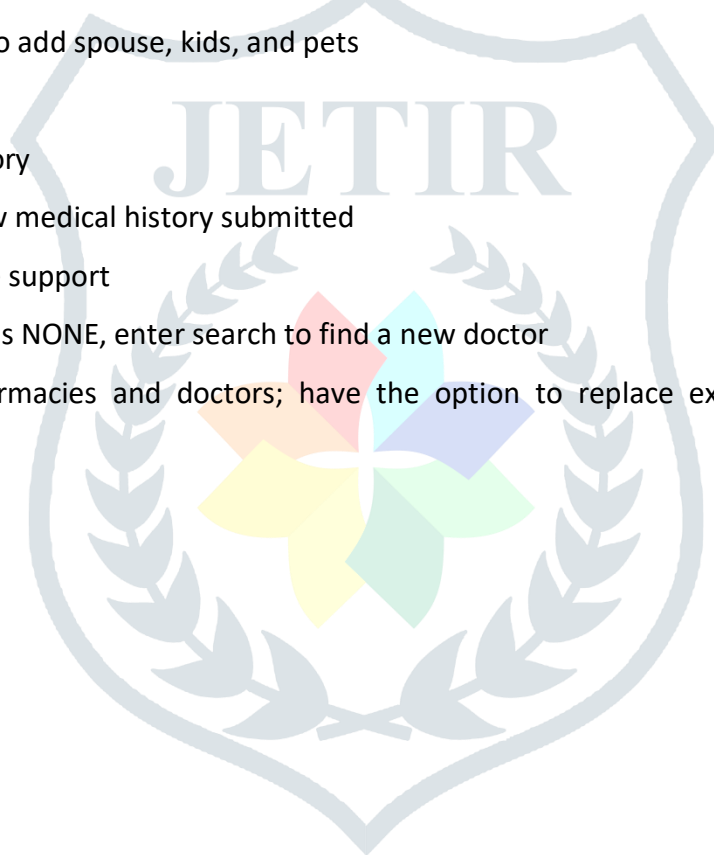 o add spouse, kids, and pets
JETIR
ory
w medical history submitted
support
s NONE, enter search to find a new doctor
rmacies and doctors; have the option to replace ex